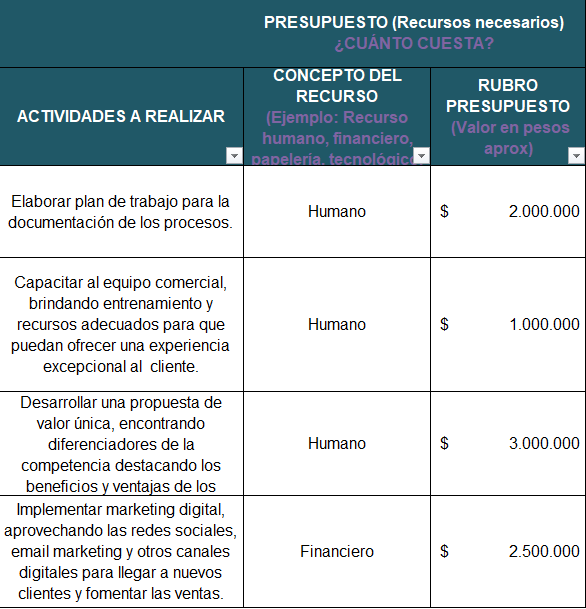 PRESUPUESTO (Recursos necesarios)
¿CUÁNTO CUESTA?
ACTIVIDADES A REALIZAR
CONCEPTO DEL
RECURSO
(Ejemplo: Recurso
humano, financiero,
papelería, tecnológico
RUBRO
PRESUPUESTO
(Valor en pesos
aprox)
Elaborar plan de trabajo para la
documentación de los procesos.
Humano
$ 2.000.000
Capacitar al equipo comercial,
brindando entrenamiento y
recursos adecuados para que
puedan ofrecer una experiencia
excepcional al cliente.
Humano
$ 1.000.000
Desarrollar una propuesta de
valor única, encontrando
diferenciadores de la
competencia destacando los
beneficios y ventajas de los
Humano
$ 3.000.000
Implementar marketing digital,
aprovechando las redes sociales,
email marketing y otros canales
digitales para llegar a nuevos
clientes y fomentar las ventas.
Financiero
$ 2.500.000